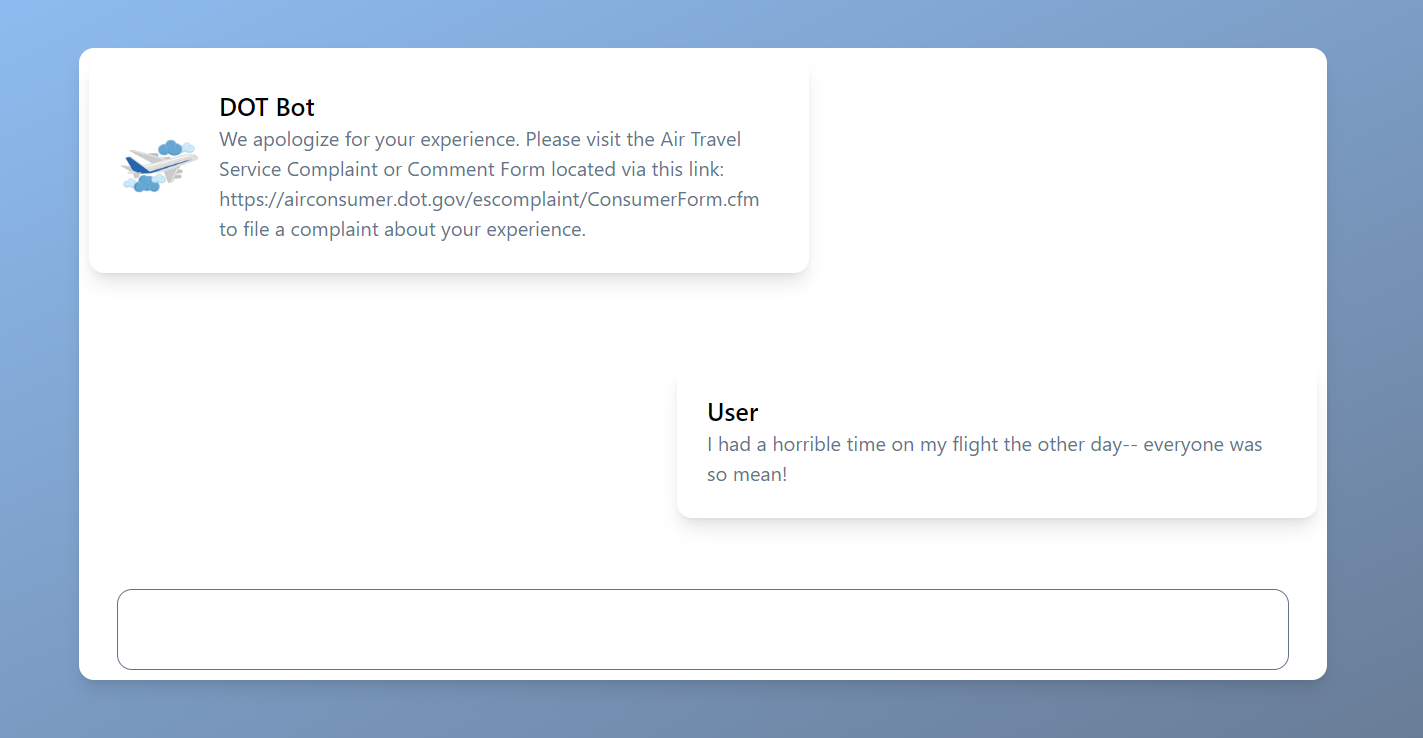 DOT Bot
We apologize for your experience. Please visit the Air Travel
Service Complaint or Comment Form located via this link:
https://airconsumer.dot.gov/escomplaint/ConsumerForm.cfm
to file a complaint about your experience.
User
I had a horrible time on my flight the other day-- everyone was
so mean!